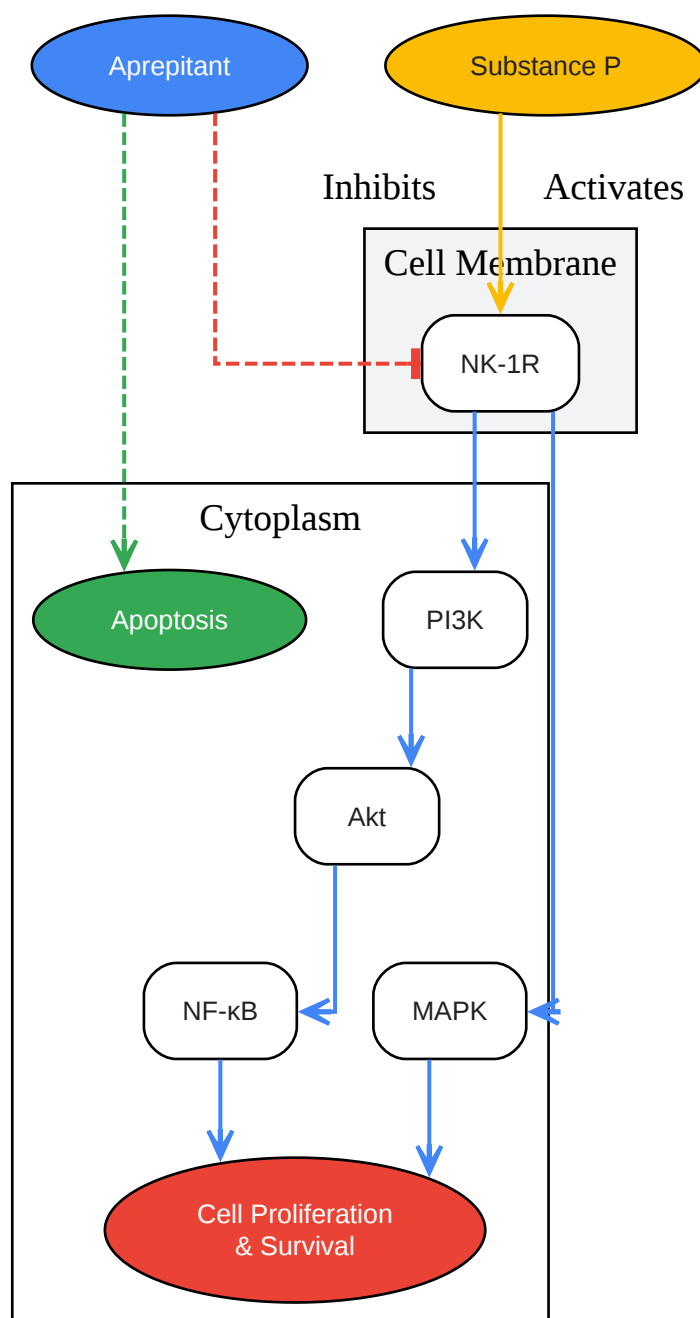 Aprepitant
Substance P
Inhibits
Activates
Cell Membrane
NK-1R
Cytoplasm
Apoptosis
PI3K
Akt
NF-κB
MAPK
Cell Proliferation
& Survival